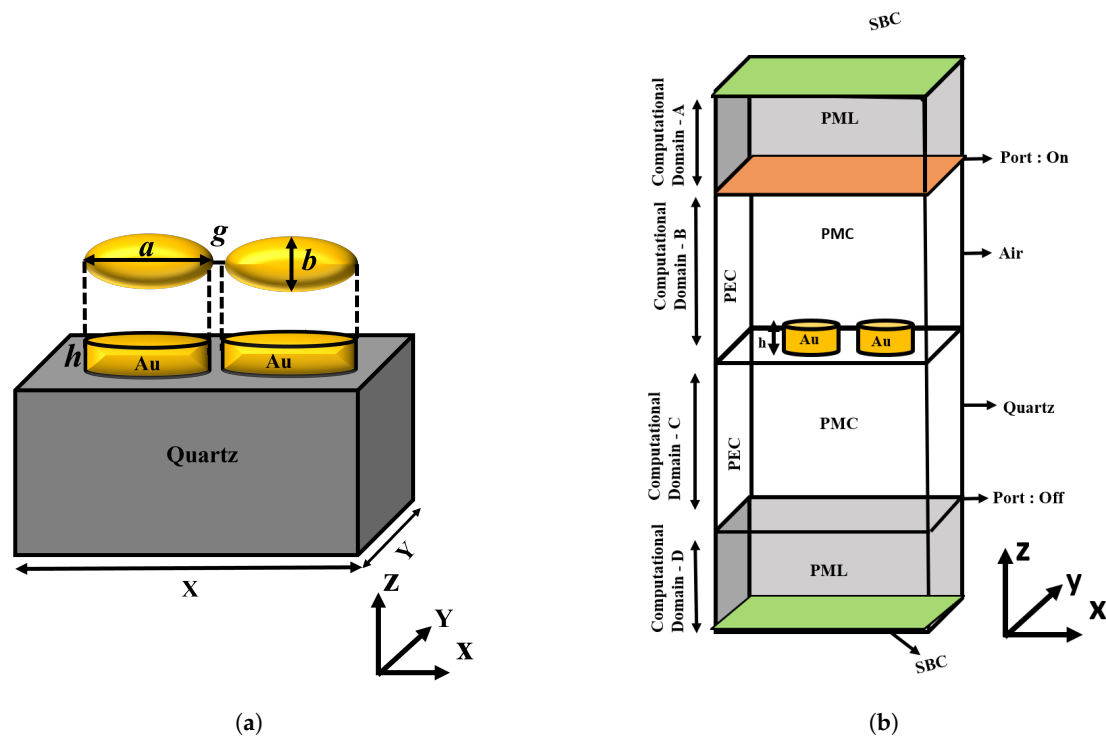 a
g
b
h
Au
Au
Quartz
X
Y
Z
Y
X
(a)
SBC
Computational
Domain - A
PML
Port : On
Computational
Domain - B
PMC
PEC
Air
h
Au
Au
Computational
Domain - C
PMC
PEC
Quartz
Port : Off
Computational
Domain - D
PML
SBC
z
y
x
(b)